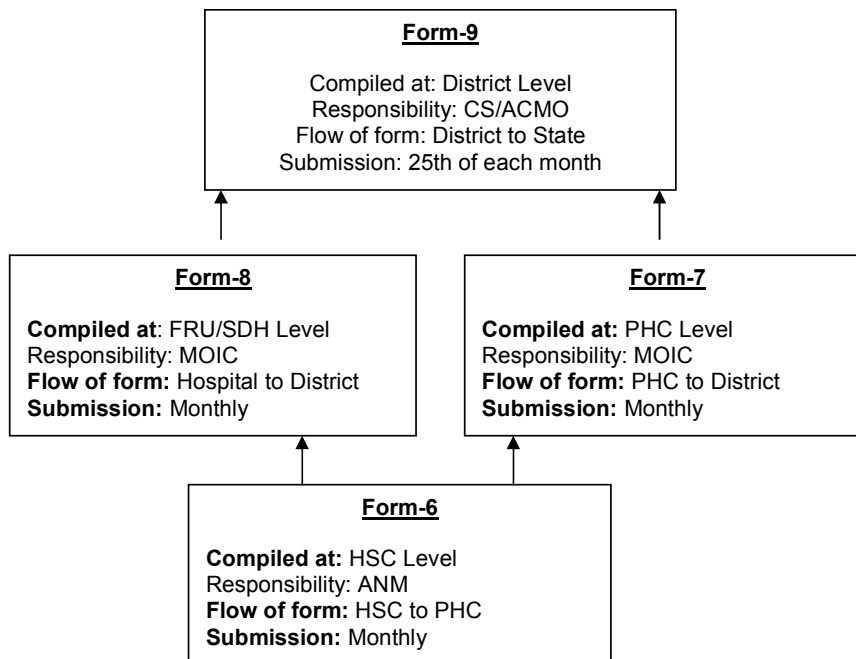 Form-9
Compiled at: District Level
Responsibility: CS/ACMO
Flow of form: District to State
Submission: 25th of each month
Form-8
Compiled at: FRU/SDH Level
Responsibility: MOIC
Flow of form: Hospital to District
Submission: Monthly
Form-7
Compiled at: PHC Level
Responsibility: MOIC
Flow of form: PHC to District
Submission: Monthly
Form-6
Compiled at: HSC Level
Responsibility: ANM
Flow of form: HSC to PHC
Submission: Monthly